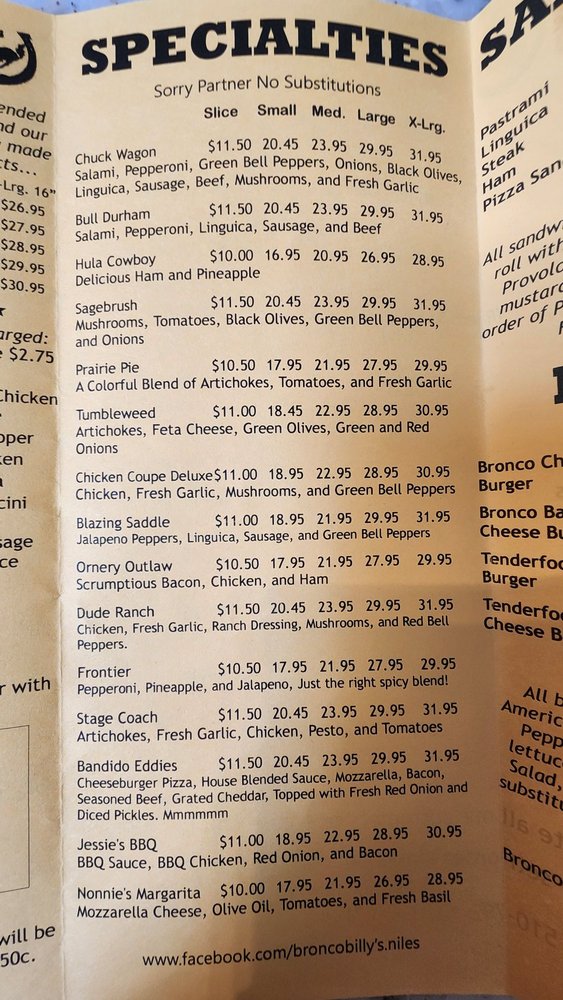 SPECIALTIES
Sorry Partner No Substitutions
Slice Small Med. Large X-Lrg.
Chuck Wagon $11.50 20.45 23.95 29.95 31.95
Salami, Pepperoni, Green Bell Peppers, Onions, Black Olives,
Linguica, Sausage, Beef, Mushrooms, and Fresh Garlic
Bull Durham $11.50 20.45 23.95 29.95 31.95
Salami, Pepperoni, Linguica, Sausage, and Beef
Hula Cowboy $10.00 16.95 20.95 26.95 28.95
Delicious Ham and Pineapple
Sagebrush $11.50 20.45 23.95 29.95 31.95
Mushrooms, Tomatoes, Black Olives, Green Bell Peppers,
and Onions
Prairie Pie $10.50 17.95 21.95 27.95 29.95
A Colorful Blend of Artichokes, Tomatoes, and Fresh Garlic
Tumbleweed $11.00 18.45 22.95 28.95 30.95
Artichokes, Feta Cheese, Green Olives, Green and Red
Onions
Chicken Coupe Deluxe $11.00 18.95 22.95 28.95 30.95
Chicken, Fresh Garlic, Mushrooms, and Green Bell Peppers
Blazing Saddle $11.00 18.95 21.95 29.95 31.95
Jalapeno Peppers, Linguica, Sausage, and Green Bell Peppers
Ornery Outlaw $10.50 17.95 21.95 27.95 29.95
Scrumptious Bacon, Chicken, and Ham
Dude Ranch $11.50 20.45 23.95 29.95 31.95
Chicken, Fresh Garlic, Ranch Dressing, Mushrooms, and Red Bell
Peppers.
Frontier $10.50 17.95 21.95 27.95 29.95
Pepperoni, Pineapple, and Jalapeno, Just the right spicy blend!
Stage Coach $11.50 20.45 23.95 29.95 31.95
Artichokes, Fresh Garlic, Chicken, Pesto, and Tomatoes
Bandido Eddies $11.50 20.45 23.95 29.95 31.95
Cheeseburger Pizza, House Blended Sauce, Mozzarella, Bacon,
Seasoned Beef, Grated Cheddar, Topped with Fresh Red Onion and
Diced Pickles. Mmmmmm
Jessie's BBQ $11.00 18.95 22.95 28.95 30.95
BBQ Sauce, BBQ Chicken, Red Onion, and Bacon
Nonnie's Margarita $10.00 17.95 21.95 26.95 28.95
Mozzarella Cheese, Olive Oil, Tomatoes, and Fresh Basil
www.facebook.com/broncobilly's.niles
and our
made
-Lrg. 16"
$26.95
$27.95
$28.95
$29.95
$30.95
$2.75
Chicken
with
will be
50c.
Pastrami
Linguica
Steak
Ham
Pizza
All
roll with
order of
Bronco
Burger
Bronco
Cheese
Burger
Cheese
All
Salad,
Bronco